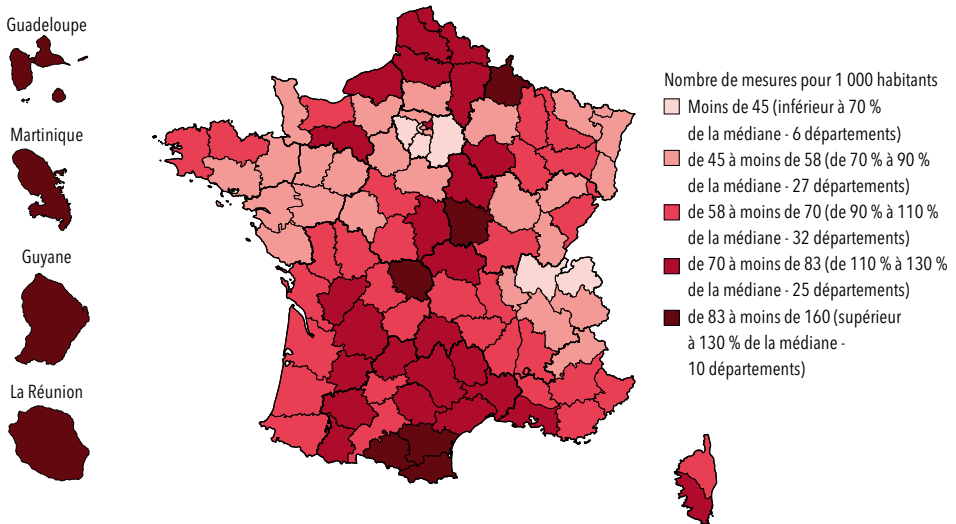 Guadeloupe
Martinique
Guyane
La Réunion
Nombre de mesures pour 1 000 habitants
Moins de 45 (inférieur à 70 %
de la médiane - 6 départements)
de 45 à moins de 58 (de 70 % à 90 %
de la médiane - 27 départements)
de 58 à moins de 70 (de 90 % à 110 %
de la médiane - 32 départements)
de 70 à moins de 83 (de 110 % à 130 %
de la médiane - 25 départements)
de 83 à moins de 160 (supérieur
à 130 % de la médiane -
10 départements)